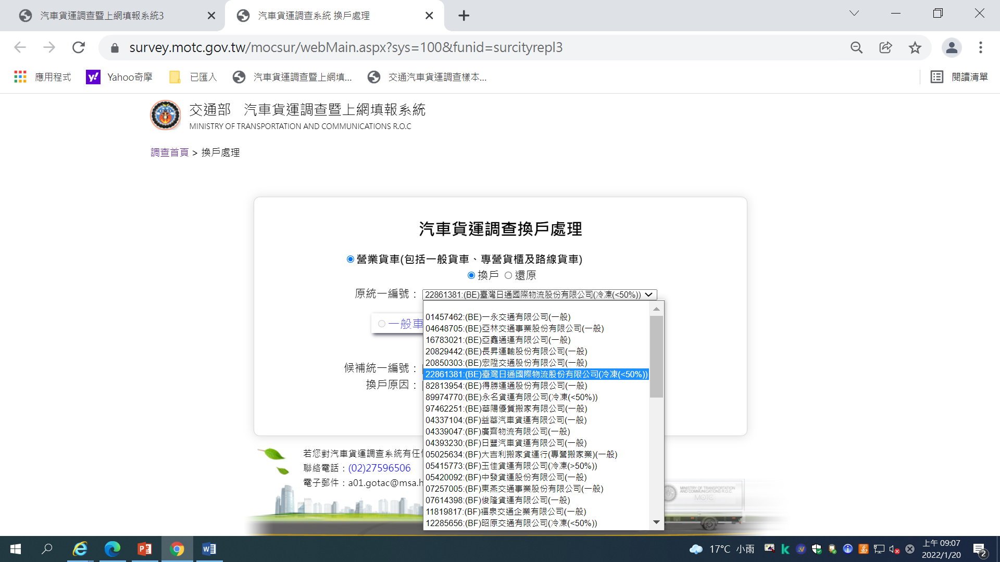 汽車貨運調查暨上網填報系統3
汽車貨運調查系統 換戶處理
survey.motc.gov.tw/mocsur/webMain.aspx?sys=100&funid=surcityrepl3
應用程式
Yahoo奇摩
已匯入
汽車貨運調查暨上網填...
交通汽車貨運調查樣本...
閱讀清單
交通部 汽車貨運調查暨上網填報系統
MINISTRY OF TRANSPORTATION AND COMMUNICATIONS R.O.C
調查首頁 > 換戶處理
汽車貨運調查換戶處理
營業貨車(包括一般貨車、專營貨櫃及路線貨車)
換戶 還原
原統一編號： 22861381:(BE)臺灣日通國際物流股份有限公司(冷凍(<50%))
一般車
候補統一編號：
換戶原因：
01457462:(BE)一永交通有限公司(一般)
04648705:(BE)亞林交通事業股份有限公司(一般)
16783021:(BE)亞鑫通運有限公司(一般)
20829442:(BE)長昇運輸股份有限公司(一般)
20850303:(BE)宏陞交通股份有限公司(一般)
22861381:(BE)臺灣日通國際物流股份有限公司(冷凍(<50%))
82813954:(BE)得勝運通股份有限公司(一般)
89974770:(BE)永名貨運有限公司(冷凍(<50%))
97462251:(BE)華陽優質搬家有限公司(一般)
04337104:(BF)益華汽車貨運有限公司(一般)
04339047:(BF)廣齊物流有限公司(一般)
04393230:(BF)日豐汽車貨運有限公司(一般)
05025634:(BF)大吉利搬家貨運行(專營搬家業)(一般)
05415773:(BF)玉佳貨運有限公司(冷凍(>50%))
05420092:(BF)中發貨運股份有限公司(一般)
07257005:(BF)東燕交通事業股份有限公司(一般)
07614398:(BF)俊隆貨運有限公司(一般)
11819817:(BF)福泉交通企業有限公司(一般)
12285656:(BF)昭原交通有限公司(冷凍(<50%))
若您對汽車貨運調查系統有任
聯絡電話：(02)27596506
電子郵件：a01.gotac@msa.h
MINISTRY OF TRANSPORTATION
AND COMMUNICATIONS R.O.C
MOTC
17°C 小雨
上午 09:07
2022/1/20
2